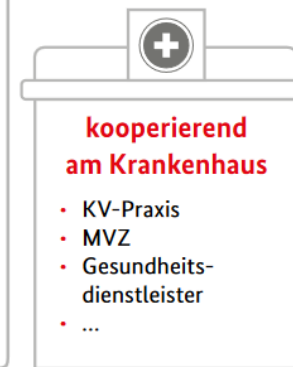 kooperierend
am Krankenhaus
• KV-Praxis
• MVZ
• Gesundheits-
dienstleister
• ...